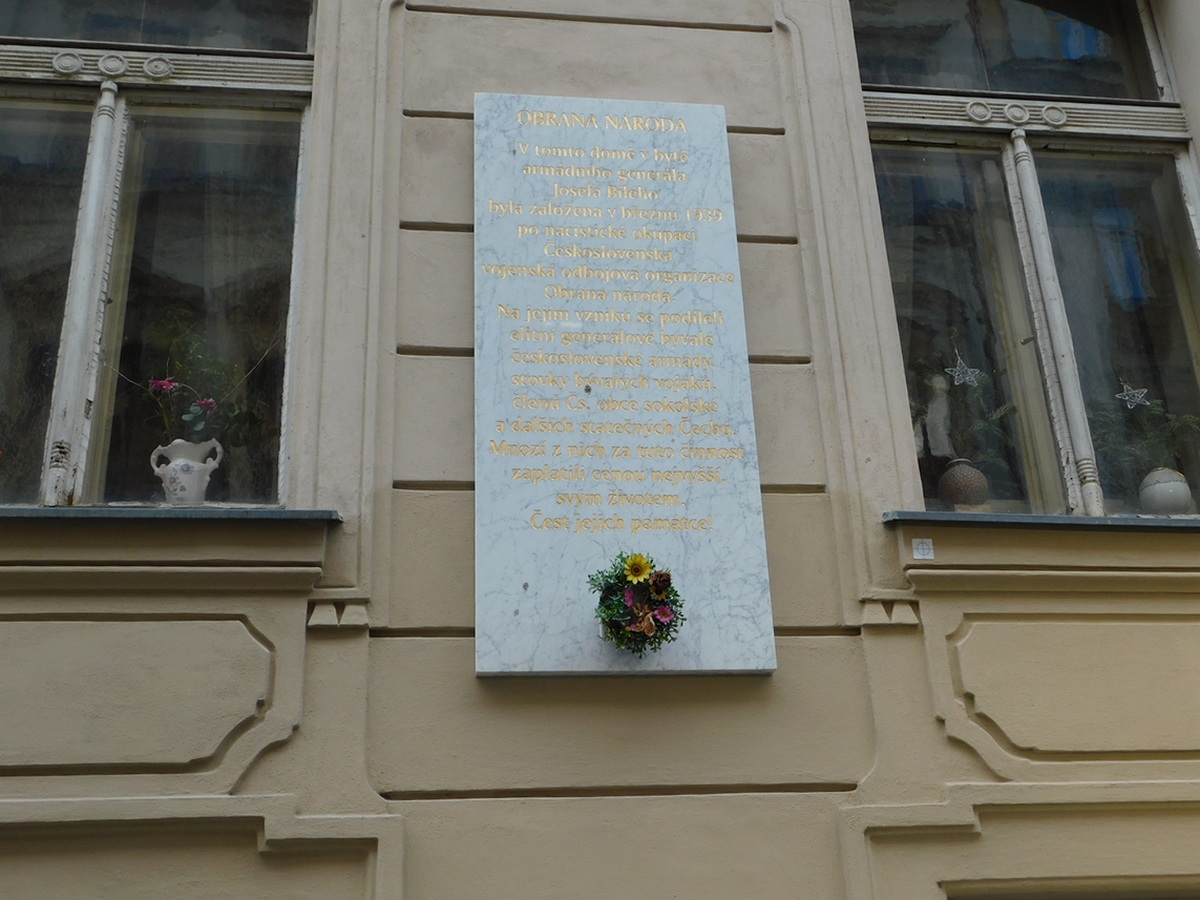 OBRANA NÁRODA
V tomto domě v bytě
armádního generála
Josefa Bílého
byla založena v březnu 1939
po nacistické okupaci
Československa
vojenská odbojová organizace
Obrana národa.
Na jejím vzniku se podíleli
elitní generálové bývalé
československé armády,
stovky bývalých vojáků,
členů Čs. obce sokolské
a dalších statečných Čechů.
Mnozí z nich za tuto činnost
zaplatili cenou nejvyšší,
svým životem.
Čest jejich památce!